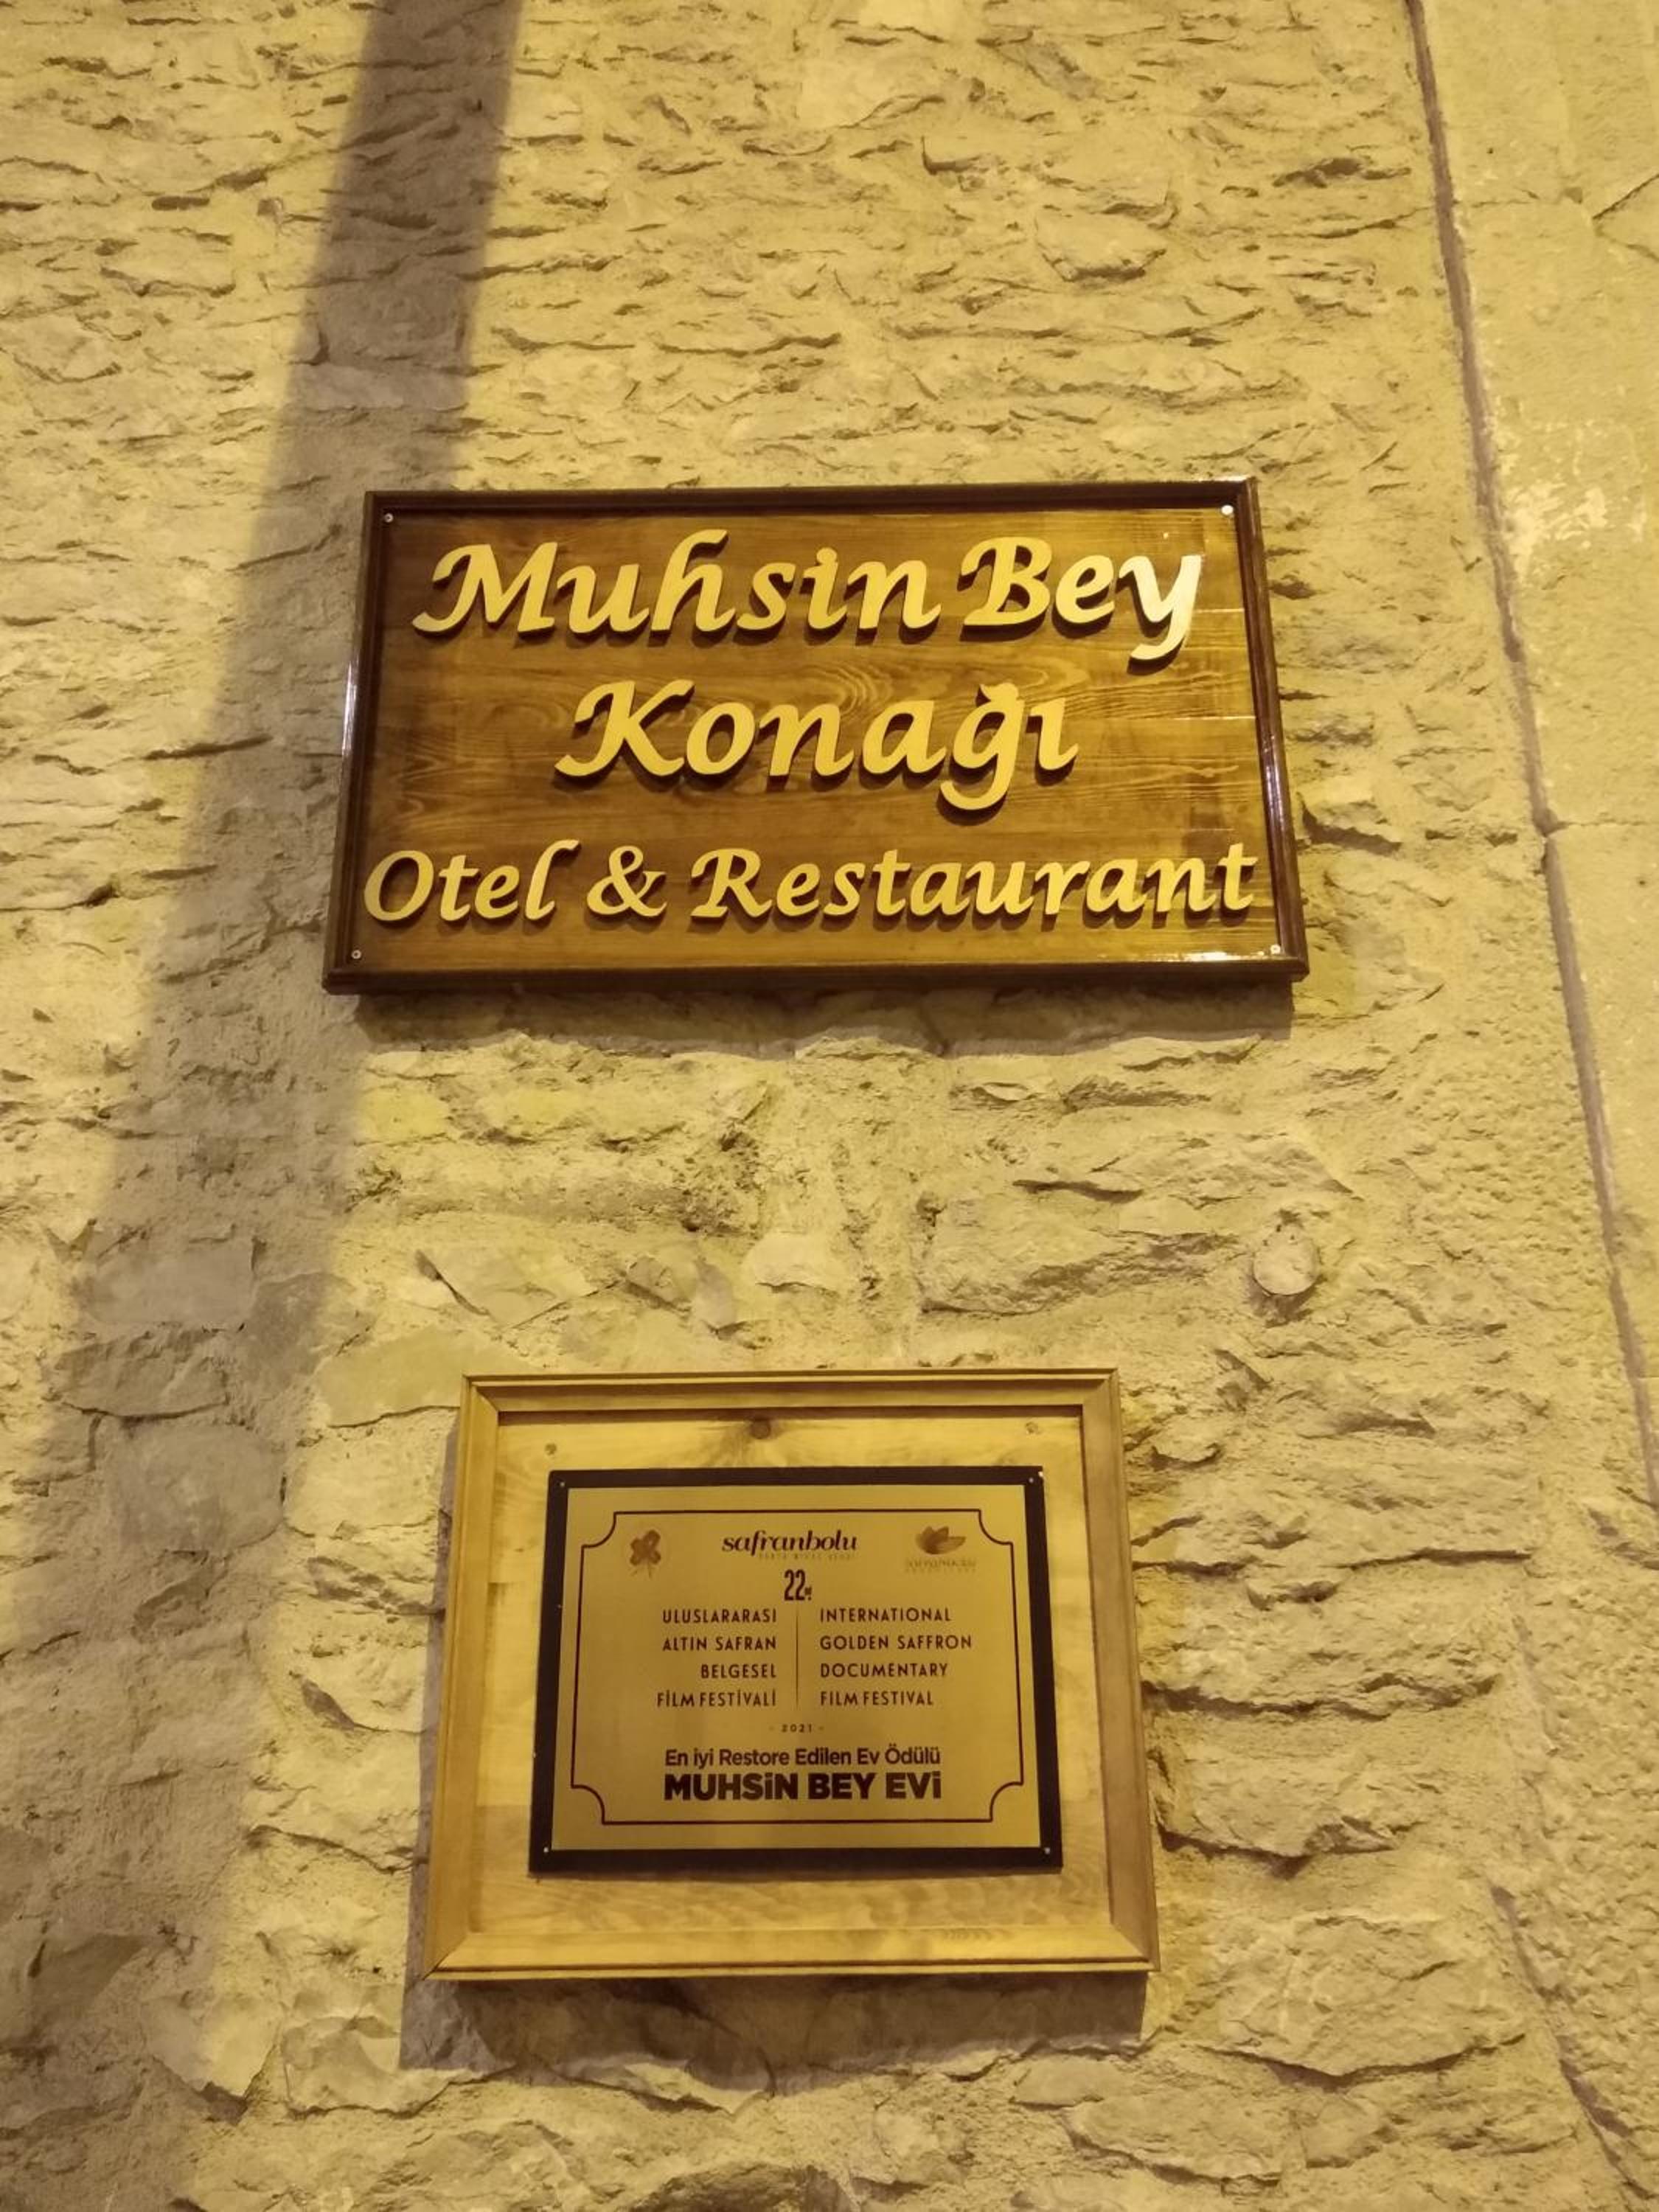 Muhsin Bey
Konağı
Otel & Restaurant
safranbolu
22.
ULUSLARARASI
ALTIN SAFRAN
BELGESEL
FİLM FESTİVALİ
INTERNATIONAL
GOLDEN SAFFRON
DOCUMENTARY
FILM FESTIVAL
- 2021 -
En iyi Restore Edilen Ev Ödülü
MUHSiN BEY EVi